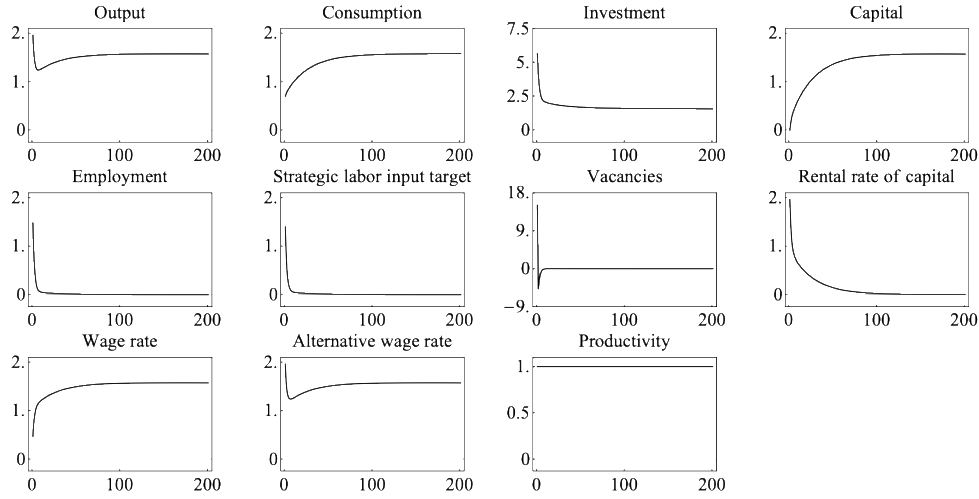 Output Consumption Investment Capital
2. 2. 7.5 2.
1. 1. 5. 1.
2.5
0 0 0 0
0 100 200 0 100 200 0 100 200 0 100 200
Employment Strategic labor input target Vacancies Rental rate of capital
2. 2. 18. 2.
1. 1. 9. 1.
0 0 0 0
−9.
0 100 200 0 100 200 0 100 200 0 100 200
Wage rate Alternative wage rate Productivity
2. 2. 1.
1. 1. 0.5
0 0 0
0 100 200 0 100 200 0 100 200